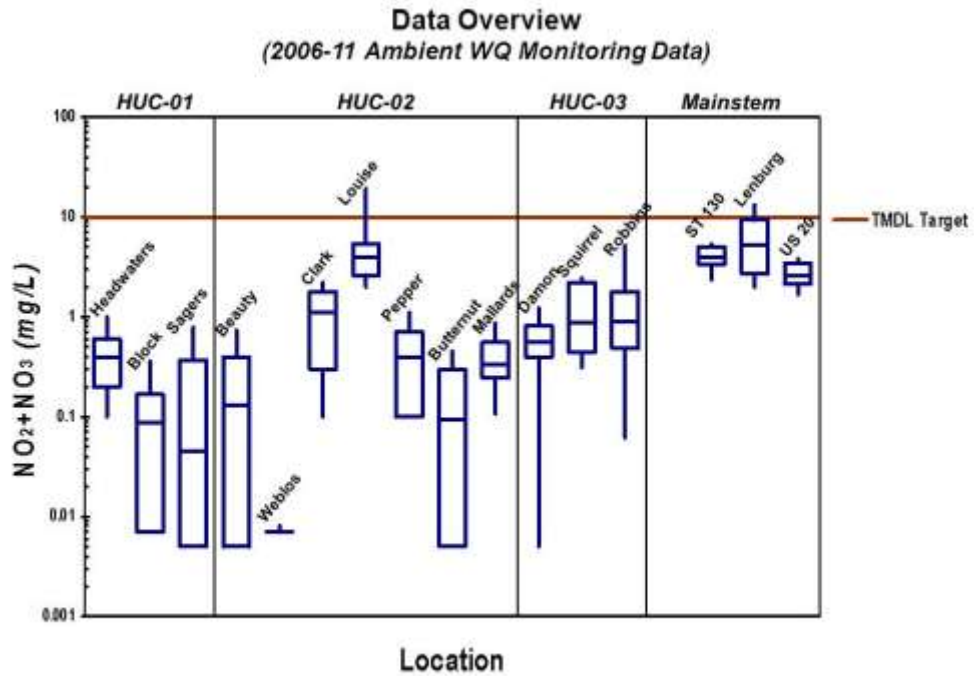 Data Overview
(2006-11 Ambient WQ Monitoring Data)
HUC-01
HUC-02
HUC-03
Mainstem
100
10
1
0.1
0.01
0.001
NO2+NO3 (mg/L)
Headwaters
Block
Sagers
Beauty
Weblos
Clark
Louise
Pepper
Butternut
Mallards
Damon
Squirrel
Robbins
ST 130
Lenburg
US 20
TMDL Target
Location